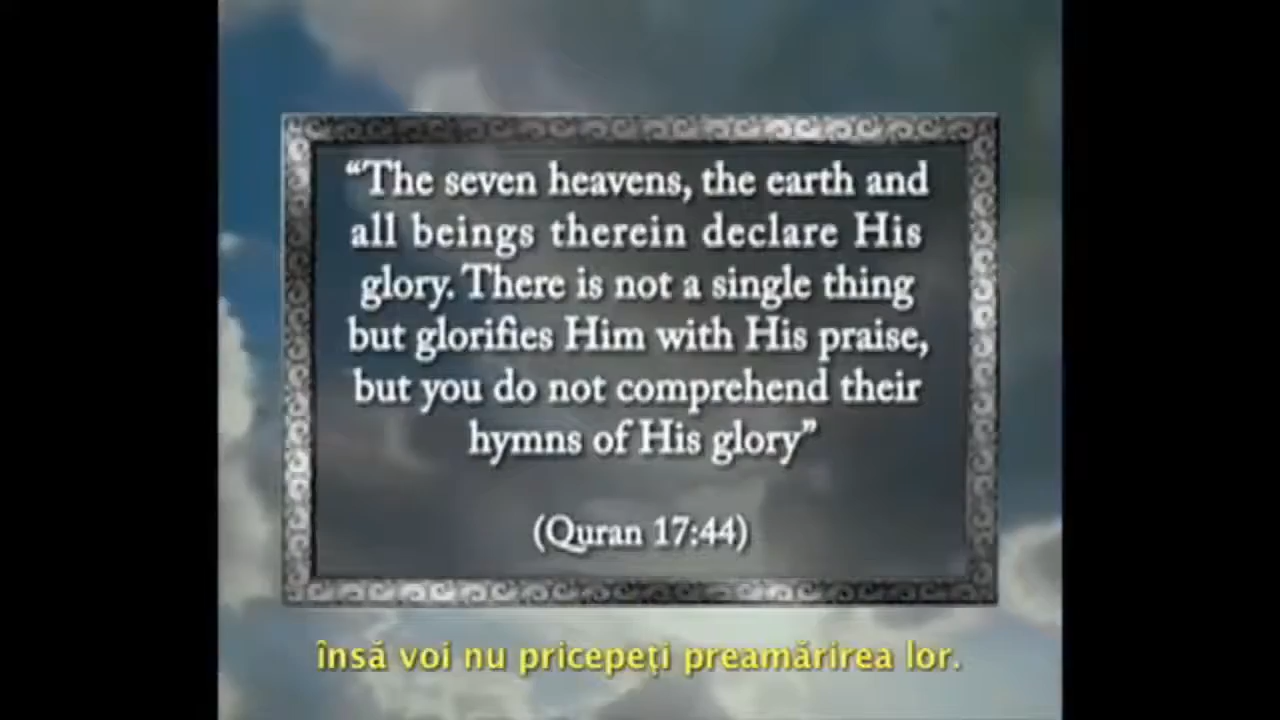 “The seven heavens, the earth and
all beings therein declare His
glory. There is not a single thing
but glorifies Him with His praise,
but you do not comprehend their
hymns of His glory”
(Quran 17:44)
însă voi nu pricepeți preamărirea lor.